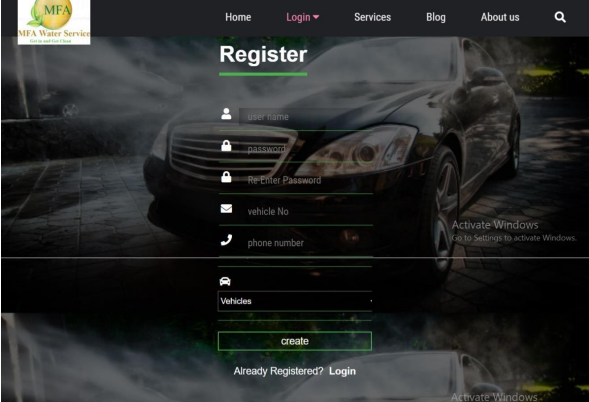 MFA
MFA Water Service
Get in and Get Clean
Home Login Services Blog About us
Register
user name
password
Re-Enter Password
vehicle No
phone number
Activate Windows
Go to Settings to activate Windows.
Vehicles
create
Already Registered? Login
Activate Windows